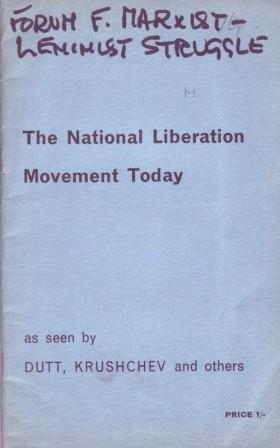 FORUM F. MARXIST-
LENINIST STRUGGLE
The National Liberation
Movement Today
as seen by
DUTT, KRUSHCHEV and others
PRICE 1/-